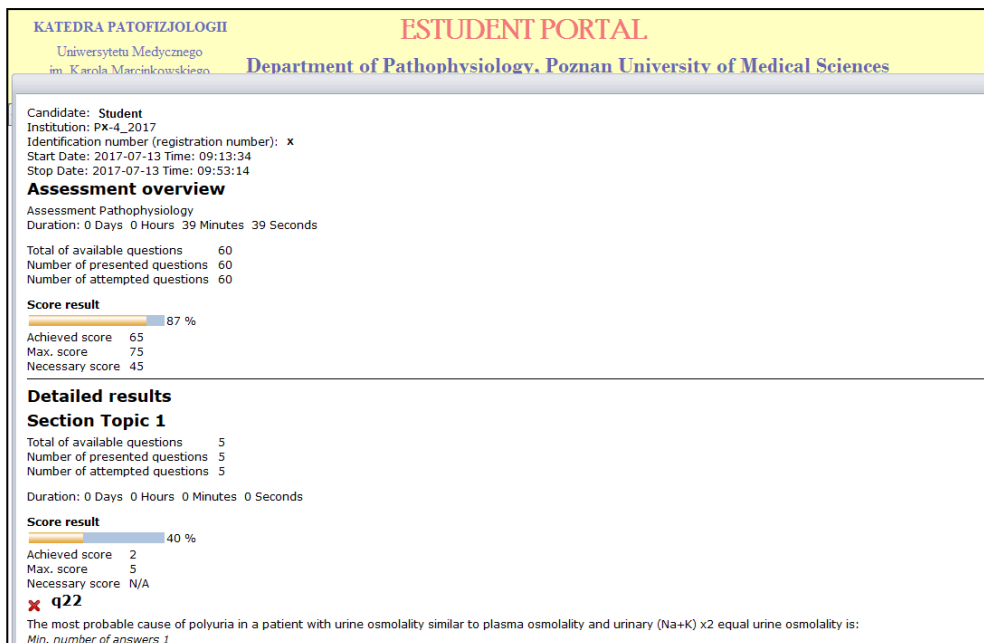 KATEDRA PATOFIZJOLOGII
Uniwersytetu Medycznego
im. Karola Marcinkowskiego
ESTUDENT PORTAL
Department of Pathophysiology, Poznan University of Medical Sciences
Candidate: Student
Institution: Px-4_2017
Identification number (registration number): x
Start Date: 2017-07-13 Time: 09:13:34
Stop Date: 2017-07-13 Time: 09:53:14
Assessment overview
Assessment Pathophysiology
Duration: 0 Days 0 Hours 39 Minutes 39 Seconds
Total of available questions 60
Number of presented questions 60
Number of attempted questions 60
Score result
87 %
Achieved score 65
Max. score 75
Necessary score 45
Detailed results
Section Topic 1
Total of available questions 5
Number of presented questions 5
Number of attempted questions 5
Duration: 0 Days 0 Hours 0 Minutes 0 Seconds
Score result
40 %
Achieved score 2
Max. score 5
Necessary score N/A
q22
The most probable cause of polyuria in a patient with urine osmolality similar to plasma osmolality and urinary (Na+K) x2 equal urine osmolality is:
Min. number of answers 1